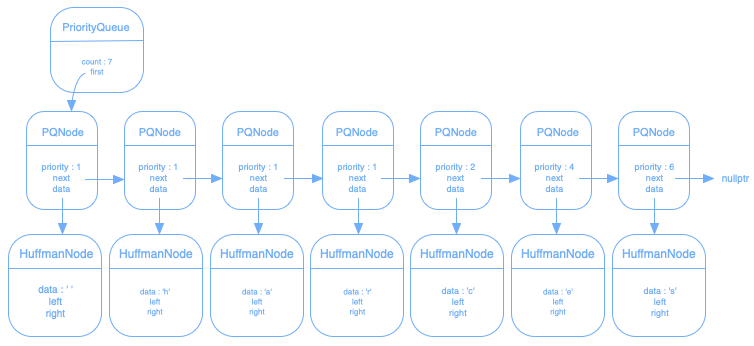 PriorityQueue
count : 7
first
PQNode
priority : 1
next
data
PQNode
priority : 1
next
data
PQNode
priority : 1
next
data
PQNode
priority : 1
next
data
PQNode
priority : 2
next
data
PQNode
priority : 4
next
data
PQNode
priority : 6
next
data
nullptr
HuffmanNode
data : ' '
left
right
HuffmanNode
data : 'h'
left
right
HuffmanNode
data : 'a'
left
right
HuffmanNode
data : 'r'
left
right
HuffmanNode
data : 'c'
left
right
HuffmanNode
data : 'e'
left
right
HuffmanNode
data : 's'
left
right